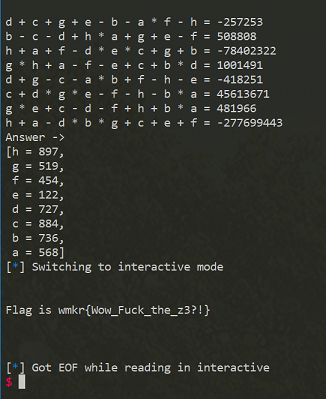 d + c + g + e - b - a * f - h = -257253
b - c - d + h * a + g + e - f = 508808
h + a + f - d * e * c + g + b = -78402322
g * h + a - f - e + b + c * d = 1001491
d + g - c - a * b + f - h - e = -418251
c + d * g * e - f - h - b * a = 45613671
g * e + c - d - f + h + b * a = 481966
h + a - d * b * g + c + e + f = -277699443
Answer ->
[h = 897,
g = 519,
f = 454,
e = 122,
d = 727,
c = 884,
b = 736,
a = 568]
[*] Switching to interactive mode
Flag is wmkr{Wow_Fuck_the_z3?!}
[*] Got EOF while reading in interactive
$